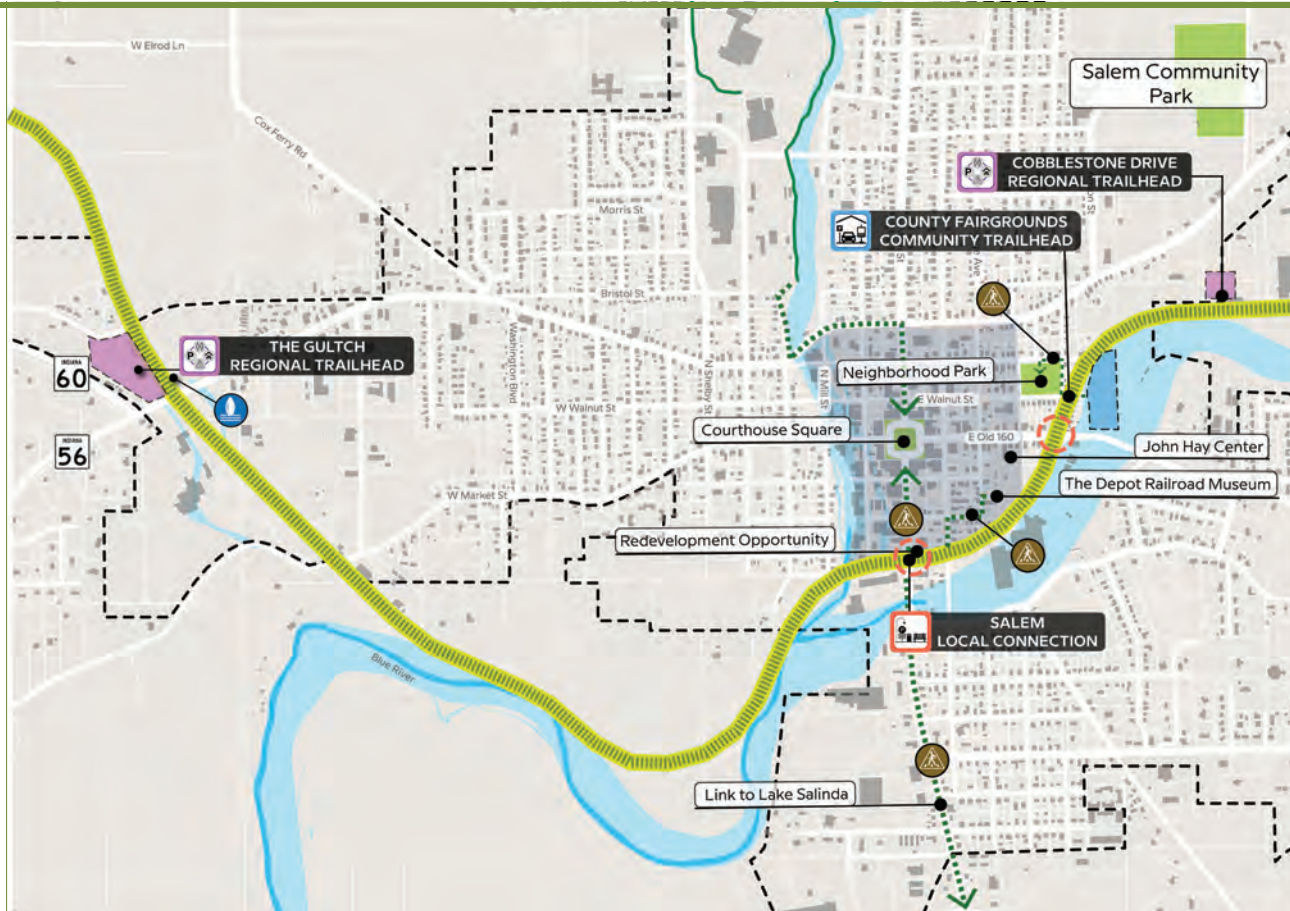 W Elrod Ln
Salem Community
Park
Cox Ferry Rd
COBBLESTONE DRIVE
REGIONAL TRAILHEAD
Morris St
COUNTY FAIRGROUNDS
COMMUNITY TRAILHEAD
St
Ave
St
Bristol St
THE GULTCH
REGIONAL TRAILHEAD
P
P
INDIANA
60
Washington Blvd
N Shelby St
N Mill St
Neighborhood Park
E Walnut St
W Walnut St
Courthouse Square
E Old 160
John Hay Center
INDIANA
56
The Depot Railroad Museum
W Market St
Redevelopment Opportunity
SALEM
LOCAL CONNECTION
Blue River
Link to Lake Salinda